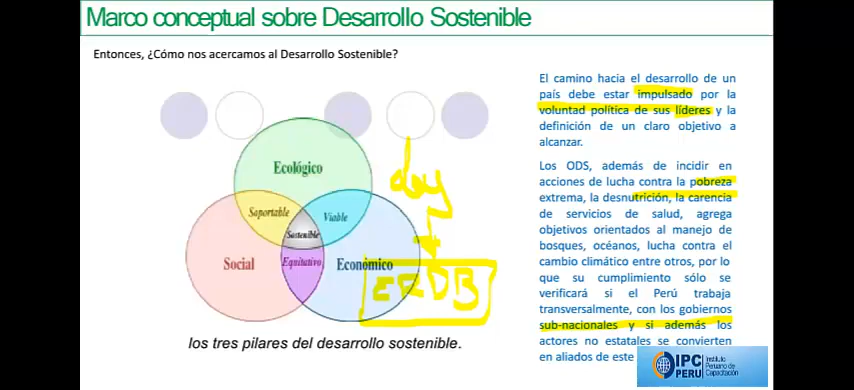 Marco conceptual sobre Desarrollo Sostenible
Entonces, ¿Cómo nos acercamos al Desarrollo Sostenible?
Ecológico
Soportable
Viable
Sostenible
Social
Equitativo
Económico
los tres pilares del desarrollo sostenible.
El camino hacia el desarrollo de un
país debe estar impulsado por la
voluntad política de sus líderes y la
definición de un claro objetivo a
alcanzar.
Los ODS, además de incidir en
acciones de lucha contra la pobreza
extrema, la desnutrición, la carencia
de servicios de salud, agrega
objetivos orientados al manejo de
bosques, océanos, lucha contra el
cambio climático entre otros, por lo
que su cumplimiento sólo se
verificará si el Perú trabaja
transversalmente, con los gobiernos
sub-nacionales y si además los
actores no estatales se convierten
en aliados de este
IPC
PERU
Instituto
Peruano de
Capacitación